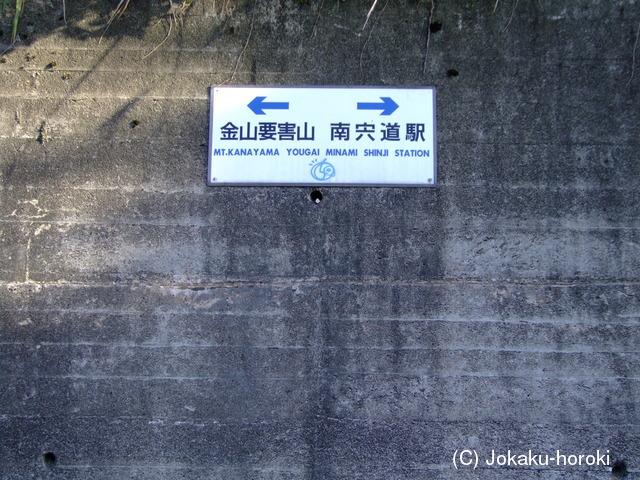 金山要害山 南宍道駅
MT.KANAYAMA YOUGAI MINAMI SHINJI STATION
(C) Jokaku-horoki